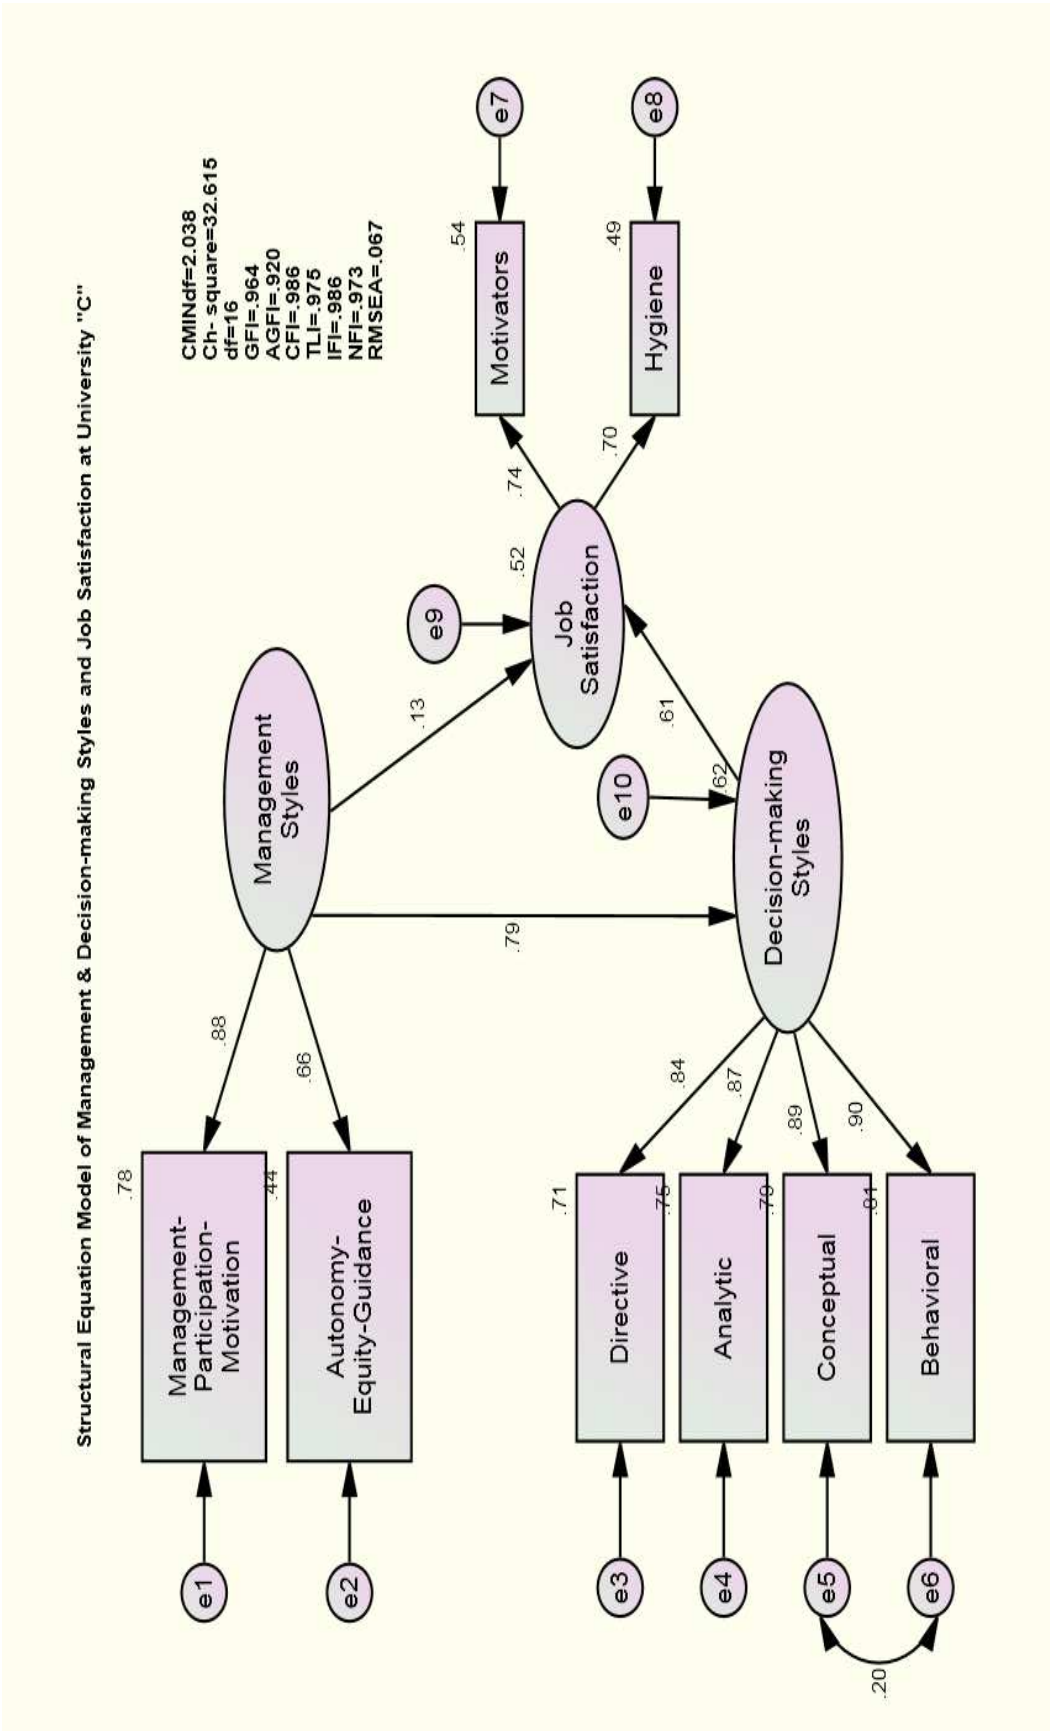 Structural Equation Model of Management & Decision-making Styles and Job Satisfaction at University "C"
CMINdf=2.038
Ch- square=32.615
df=16
GFI=.964
AGFI=.920
CFI=.986
TLI=.975
IFI=.986
NFI=.973
RMSEA=.067
e1
.78
Management-
Participation-
Motivation
.88
e2
.44
Autonomy-
Equity-Guidance
.66
Management
Styles
.13
.79
e9
.52
Job
Satisfaction
.74
.70
.54
Motivators
e7
.49
Hygiene
e8
.61
e10
.62
Decision-making
Styles
.84
.87
.89
.90
e3
.71
Directive
e4
.75
Analytic
e5
.79
Conceptual
e6
.81
Behavioral
.20